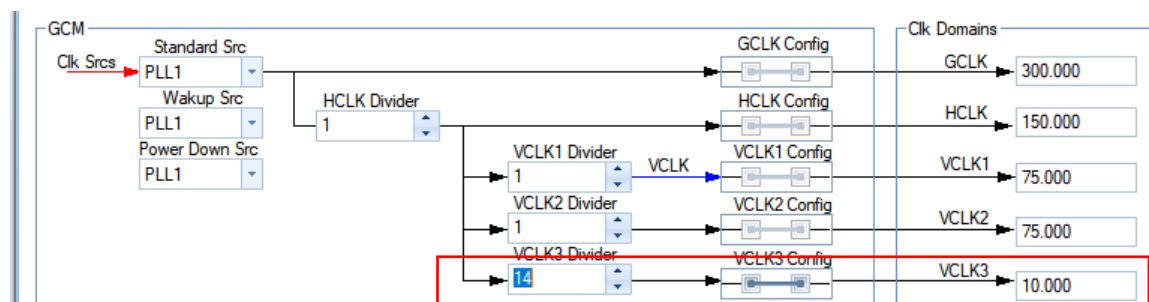 GCM
Clk Domains
Clk Srcs
Standard Src
PLL1
GCLK Config
GCLK
300.000
Wakup Src
PLL1
HCLK Divider
1
HCLK Config
HCLK
150.000
Power Down Src
PLL1
VCLK1 Divider
1
VCLK
VCLK1 Config
VCLK1
75.000
VCLK2 Divider
1
VCLK2 Config
VCLK2
75.000
VCLK3 Divider
14
VCLK3 Config
VCLK3
10.000